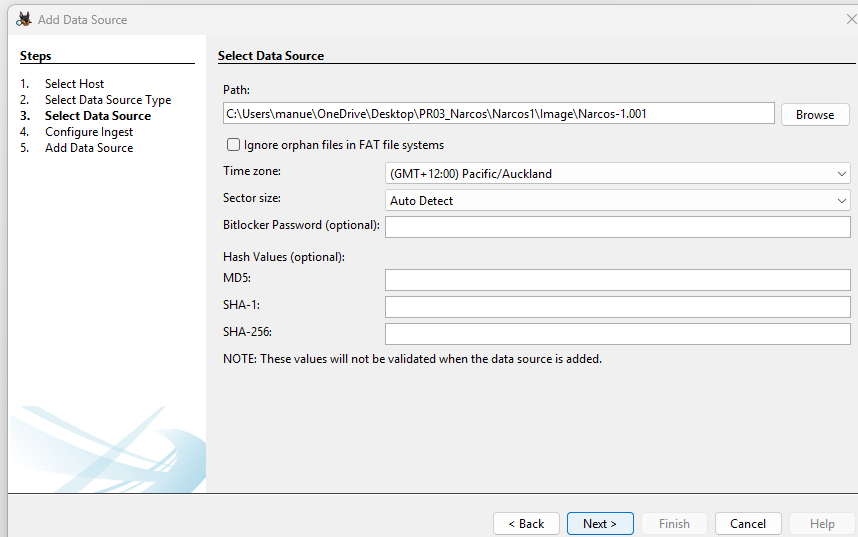 Add Data Source
Steps
1. Select Host
2. Select Data Source Type
3. Select Data Source
4. Configure Ingest
5. Add Data Source
Select Data Source
Path:
C:\Users\manue\OneDrive\Desktop\PR03_Narcos\Narcos1\Image\Narcos-1.001
Browse
Ignore orphan files in FAT file systems
Time zone: (GMT+12:00) Pacific/Auckland
Sector size: Auto Detect
Bitlocker Password (optional):
Hash Values (optional):
MD5:
SHA-1:
SHA-256:
NOTE: These values will not be validated when the data source is added.
< Back Next > Finish Cancel Help